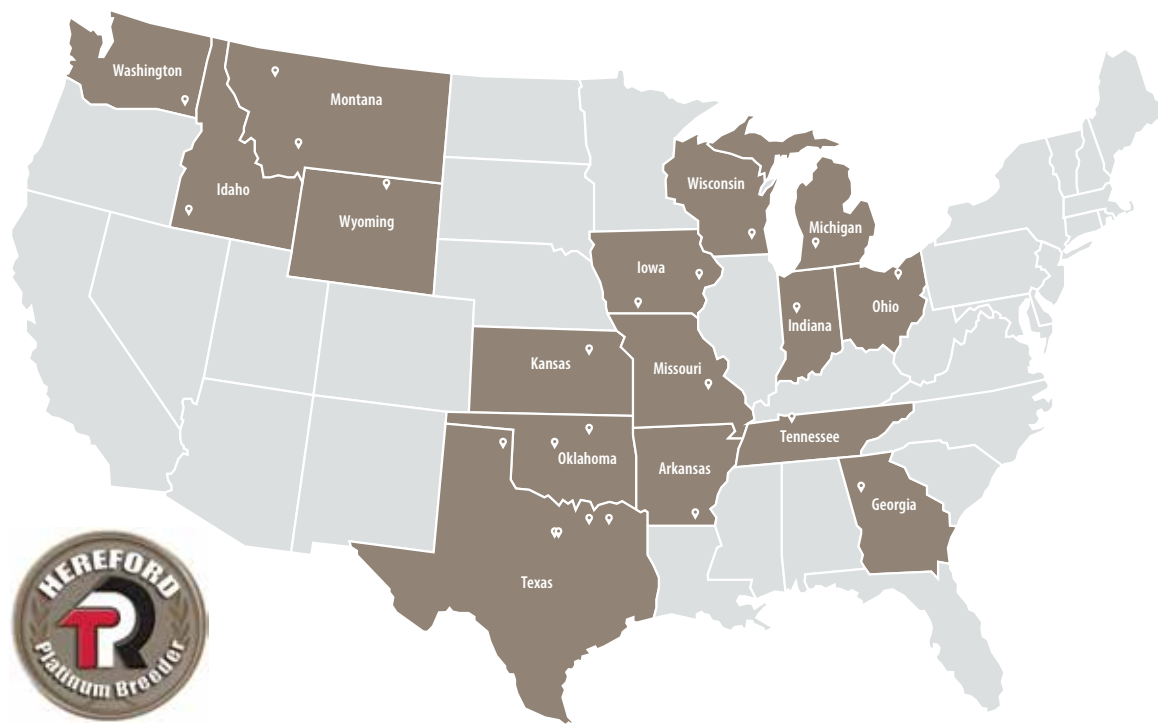 Washington
Montana
Idaho
Wyoming
Wisconsin
Michigan
Iowa
Ohio
Indiana
Kansas
Missouri
Oklahoma
Tennessee
Arkansas
Georgia
Texas
HEREFORD
TPR
Platinum Breeder